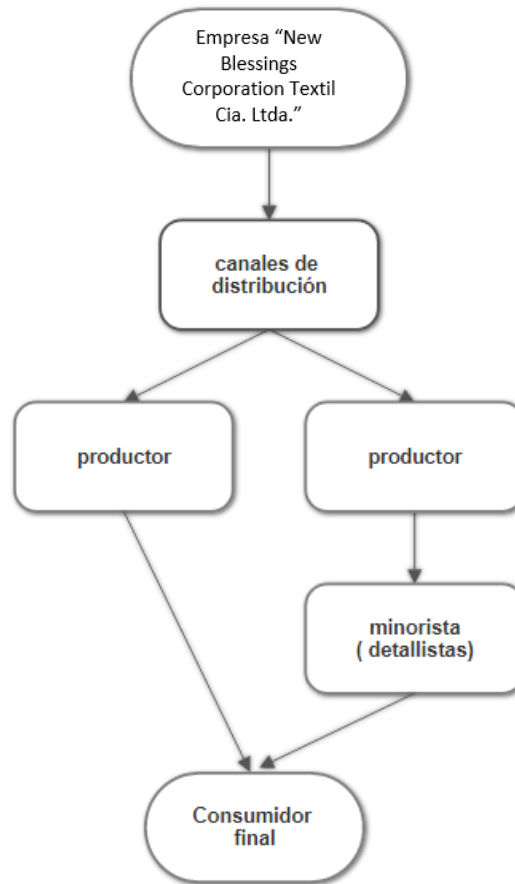 Empresa “New
Blessings
Corporation Textil
Cia. Ltda.”
canales de
distribución
productor
productor
minorista
( detallistas)
Consumidor
final